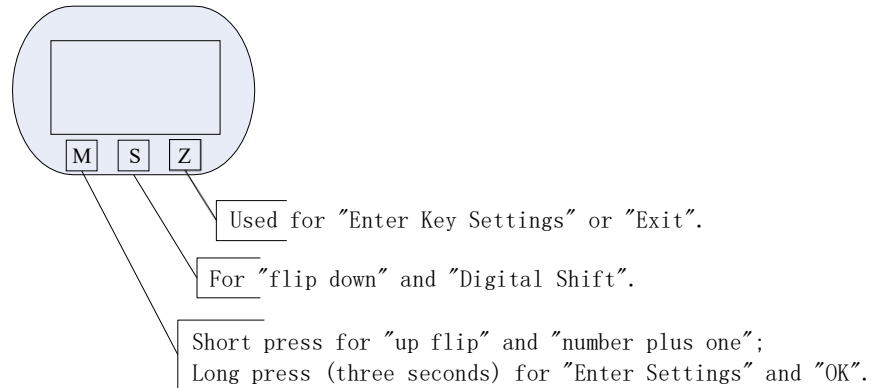 M S Z
Used for "Enter Key Settings" or "Exit".
For "flip down" and "Digital Shift".
Short press for "up flip" and "number plus one";
Long press (three seconds) for "Enter Settings" and "OK".